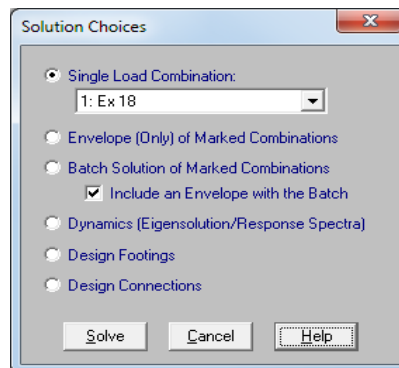 Solution Choices
Single Load Combination:
1: Ex 18
Envelope (Only) of Marked Combinations
Batch Solution of Marked Combinations
Include an Envelope with the Batch
Dynamics (Eigensolution/Response Spectra)
Design Footings
Design Connections
Solve Cancel Help